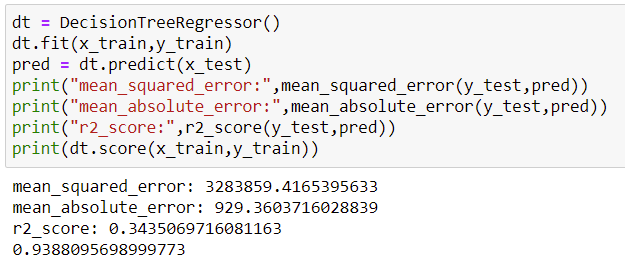 dt = DecisionTreeRegressor()
dt.fit(x_train,y_train)
pred = dt.predict(x_test)
print("mean_squared_error:",mean_squared_error(y_test,pred))
print("mean_absolute_error:",mean_absolute_error(y_test,pred))
print("r2_score:",r2_score(y_test,pred))
print(dt.score(x_train,y_train))
mean_squared_error: 3283859.4165395633
mean_absolute_error: 929.3603716028839
r2_score: 0.3435069716081163
0.9388095698999773